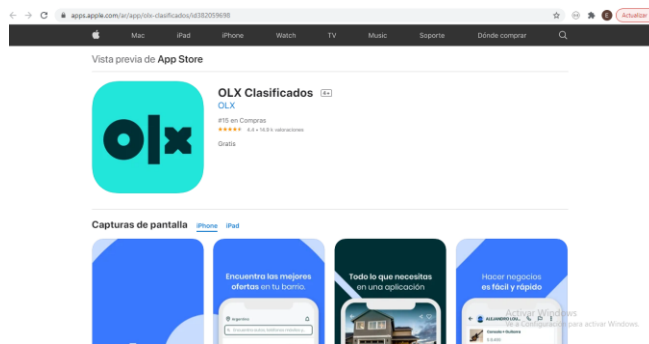 apps.apple.com/ar/app/olx-clasificados/id382059698
Actualizar
Mac iPad iPhone Watch TV Music Soporte Dónde comprar
Vista previa de App Store
olx
OLX Clasificados 4+
OLX
#15 en Compras
4.4 • 14.9 k valoraciones
Gratis
Capturas de pantalla iPhone iPad
Encuentra las mejores
ofertas en tu barrio.
Todo lo que necesitas
en una aplicación
Hacer negocios
es fácil y rápido
Argentina
ALEJANDRO LOU...
Activar Windows
Ve a Configuración para activar Windows.